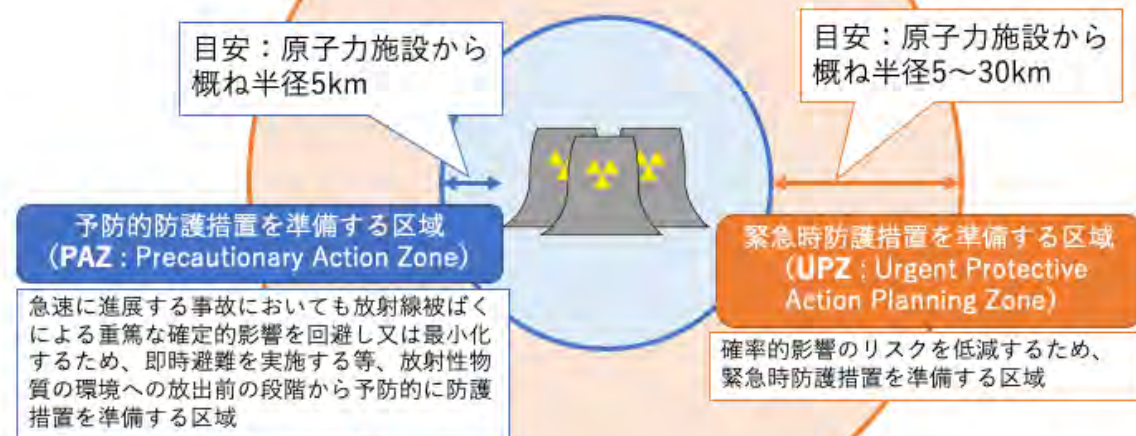 目安：原子力施設から
概ね半径5km
目安：原子力施設から
概ね半径5〜30km
予防的防護措置を準備する区域
（PAZ : Precautionary Action Zone）
急速に進展する事故においても放射線被ばく
による重篤な確定的影響を回避し又は最小化
するため、即時避難を実施する等、放射性物
質の環境への放出前の段階から予防的に防護
措置を準備する区域
緊急時防護措置を準備する区域
（UPZ : Urgent Protective
Action Planning Zone）
確率的影響のリスクを低減するため、
緊急時防護措置を準備する区域